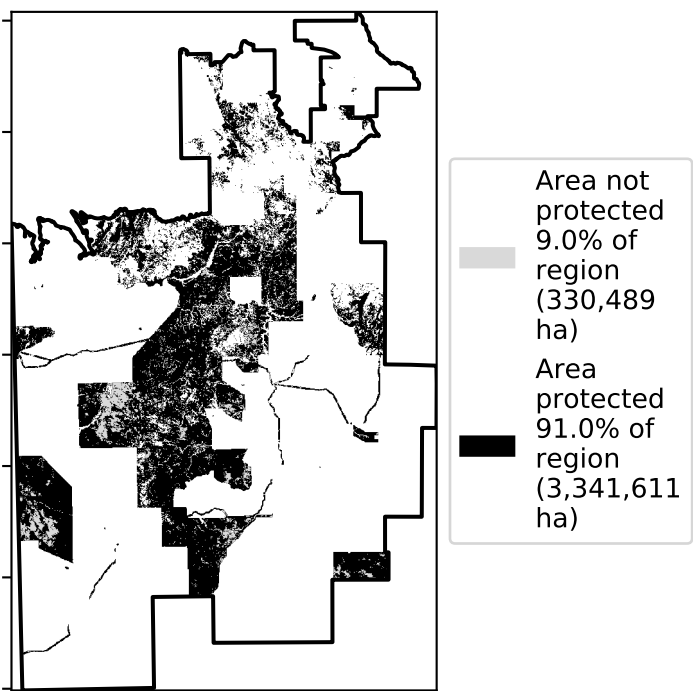 Area not
protected
9.0% of
region
(330,489
ha)
Area
protected
91.0% of
region
(3,341,611
ha)